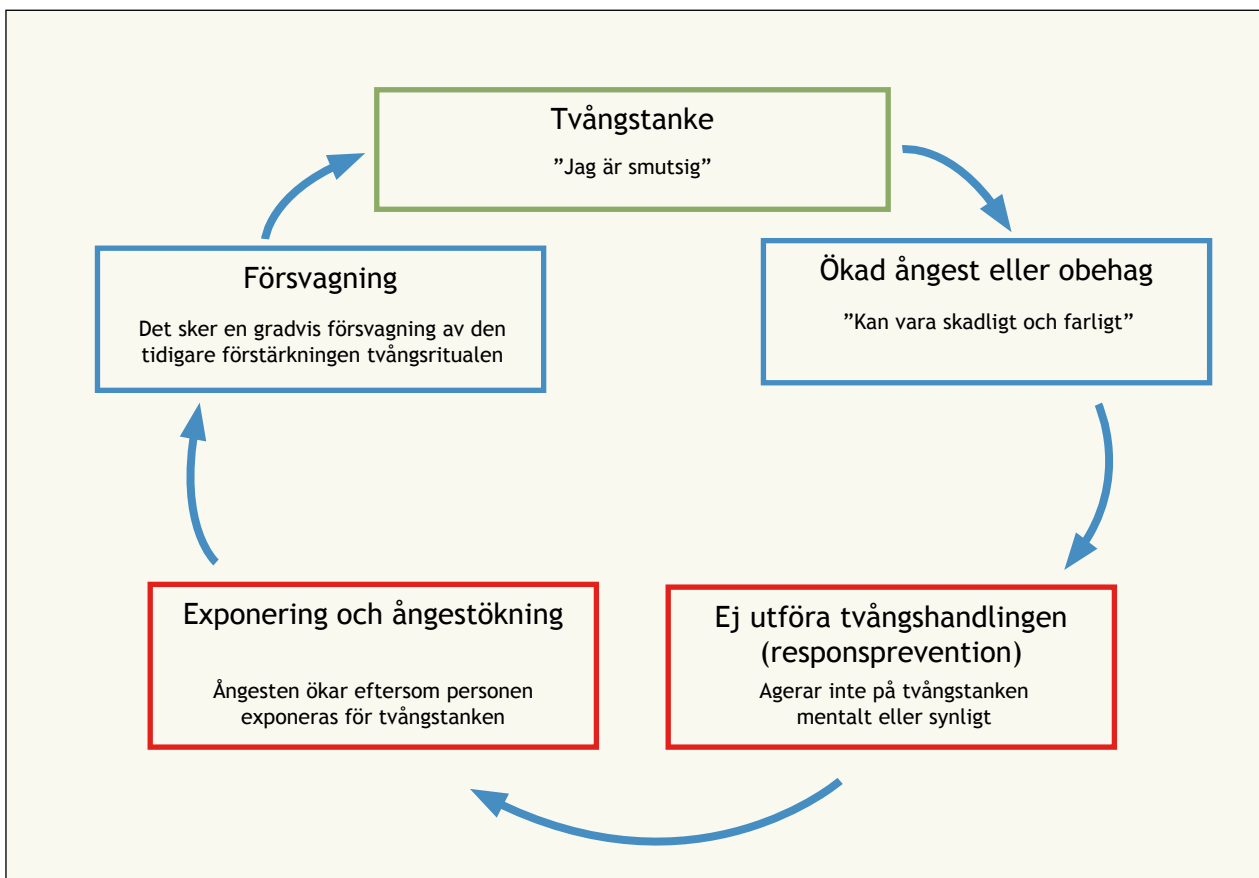 Tvångstanke
”Jag är smutsig”
Ökad ångest eller obehag
”Kan vara skadligt och farligt”
Ej utföra tvångshandlingen
(responsprevention)
Agerar inte på tvångstanken
mentalt eller synligt
Exponering och ångestökning
Ångesten ökar eftersom personen
exponeras för tvångstanken
Försvagning
Det sker en gradvis försvagning av den
tidigare förstärkningen tvångsritualen